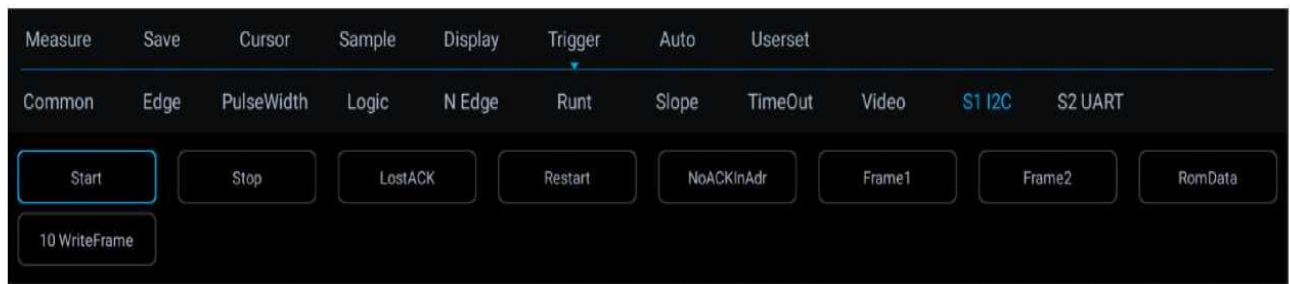 Measure Save Cursor Sample Display Trigger Auto Userset
Common Edge PulseWidth Logic N Edge Runt Slope TimeOut Video S1 I2C S2 UART
Start Stop LostACK Restart NoACKInAdr Frame1 Frame2 RomData
10 WriteFrame